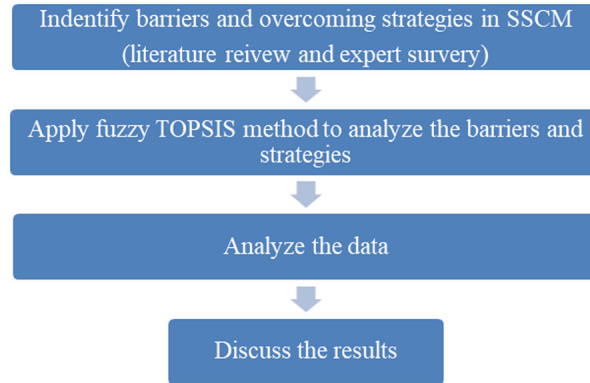 Indentify barriers and overcoming strategies in SSCM
(literature reivew and expert survery)
Apply fuzzy TOPSIS method to analyze the barriers and
strategies
Analyze the data
Discuss the results